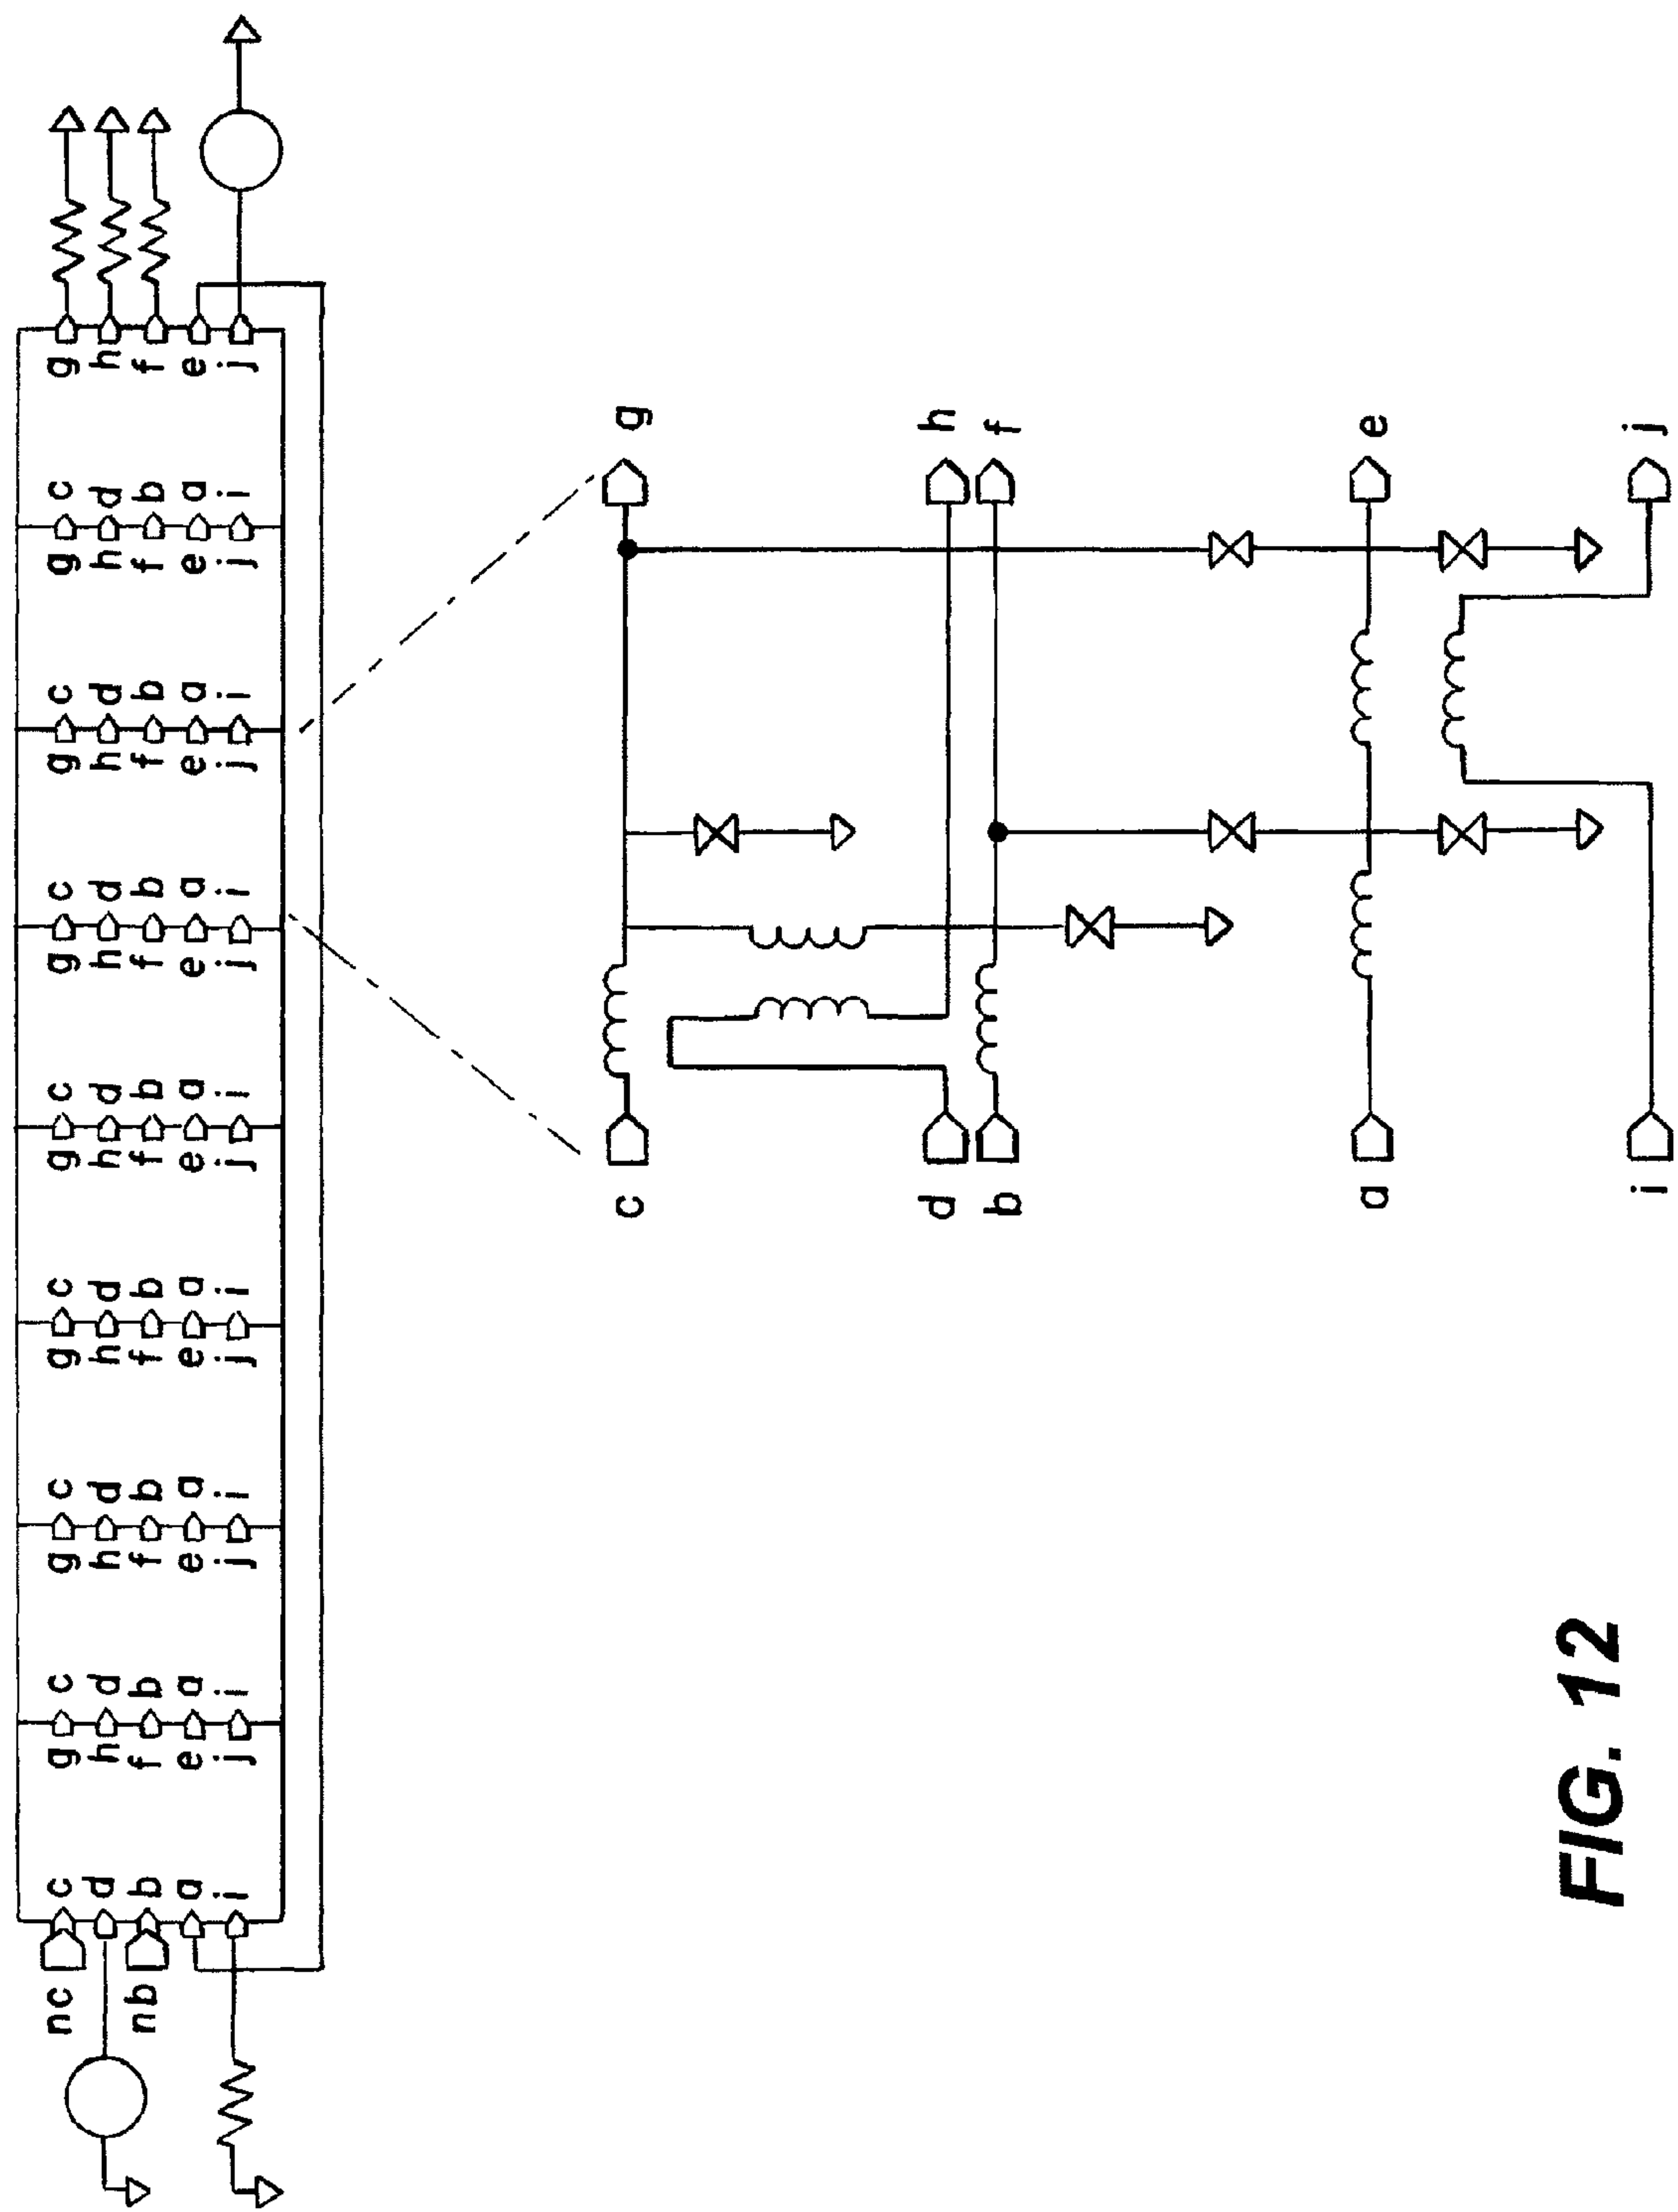 nc c g c g c g c g c g c g c g c g
d h d h d h d h d h d h d h d h
nb b f b f b f b f b f b f b f b f
a e a e a e a e a e a e a e a e
i j i j i j i j i j i j i j i j
c g
d h
b f
a e
i j
FIG. 12